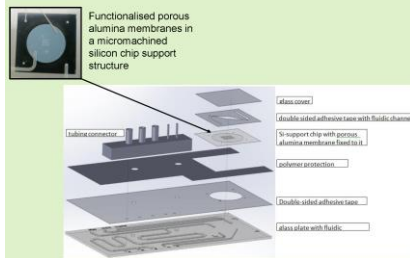 Functionalised porous
alumina membranes in
a micromachined
silicon chip support
structure
glass cover
double-sided adhesive tape with fluidic channel
tubing connector
Si-support chip with porous
alumina membrane fixed to it
polymer protection
Double-sided adhesive tape
glass plate with fluidic